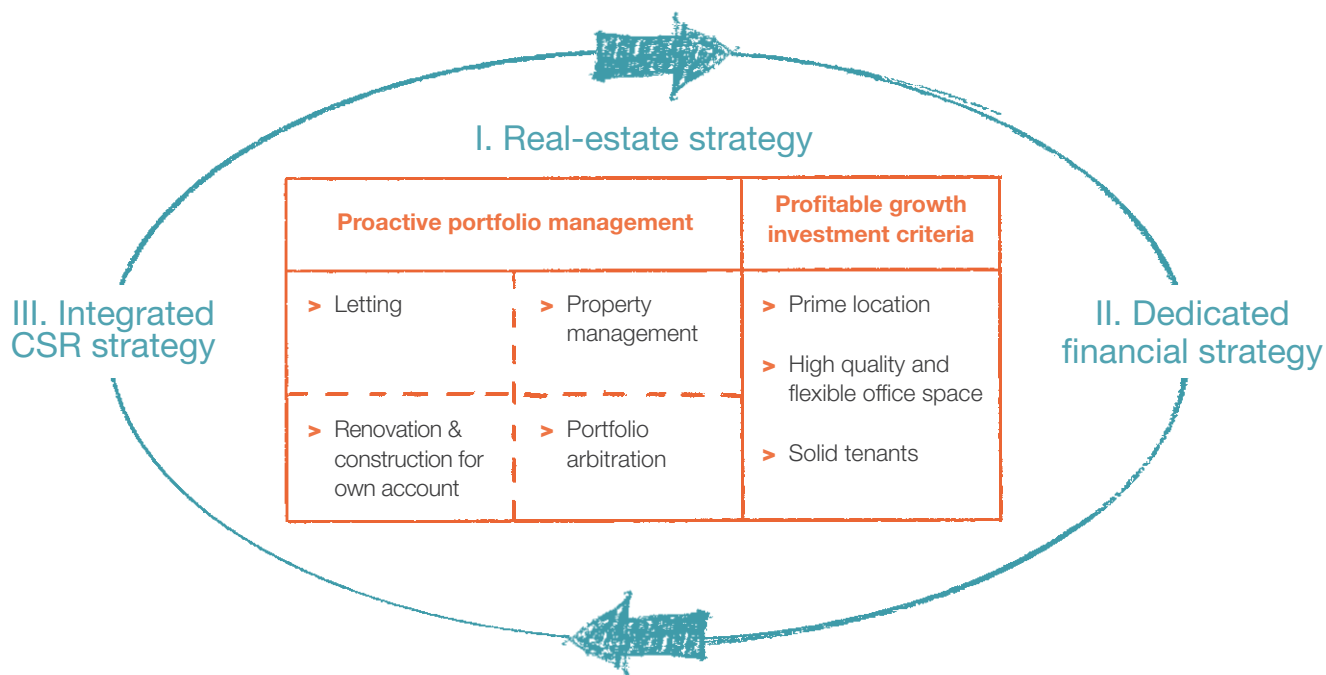 I. Real-estate strategy
Proactive portfolio management
Profitable growth
investment criteria
> Letting
> Property
management
> Renovation &
construction for
own account
> Portfolio
arbitration
> Prime location
> High quality and
flexible office space
> Solid tenants
II. Dedicated
financial strategy
III. Integrated
CSR strategy